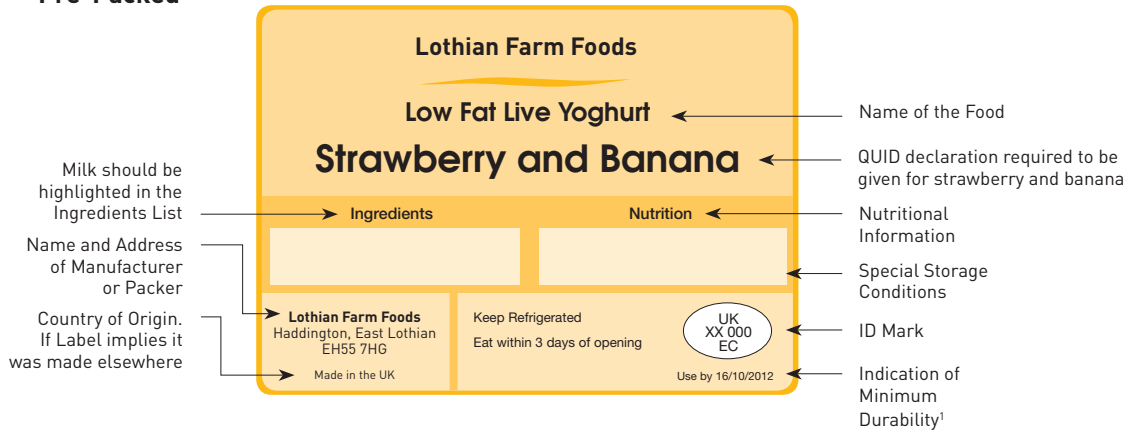 Pre-Packed
Lothian Farm Foods
Low Fat Live Yoghurt
Strawberry and Banana
Name of the Food
QUID declaration required to be
given for strawberry and banana
Milk should be
highlighted in the
Ingredients List
Ingredients
Nutrition
Nutritional
Information
Name and Address
of Manufacturer
or Packer
Special Storage
Conditions
Country of Origin.
If Label implies it
was made elsewhere
Lothian Farm Foods
Haddington, East Lothian
EH55 7HG
Made in the UK
Keep Refrigerated
Eat within 3 days of opening
UK
XX 000
EC
ID Mark
Use by 16/10/2012
Indication of
Minimum
Durability¹